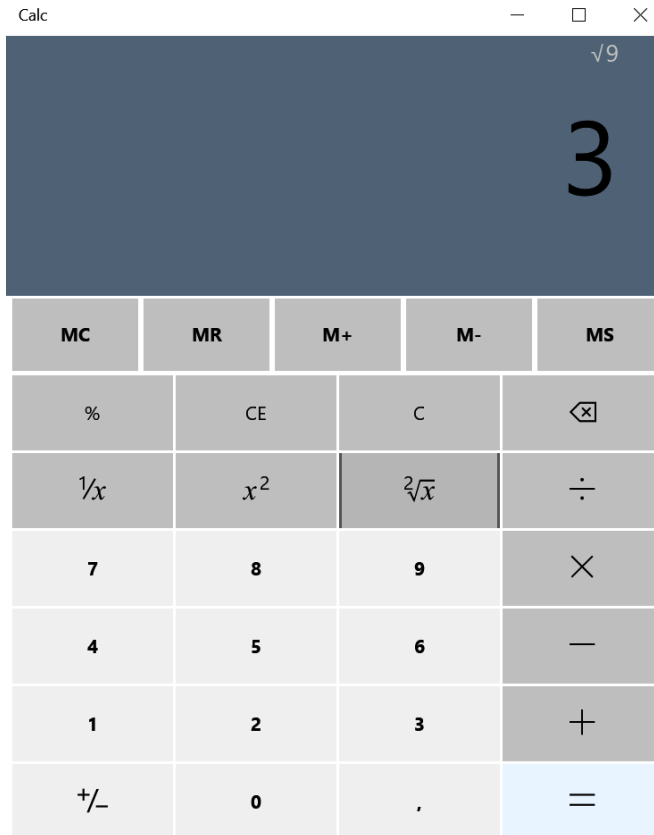 Calc
√9
3
MC MR M+ M- MS
% CE C
⅟x x² ²√x ÷
7 8 9 ×
4 5 6 −
1 2 3 +
+/− 0 , =